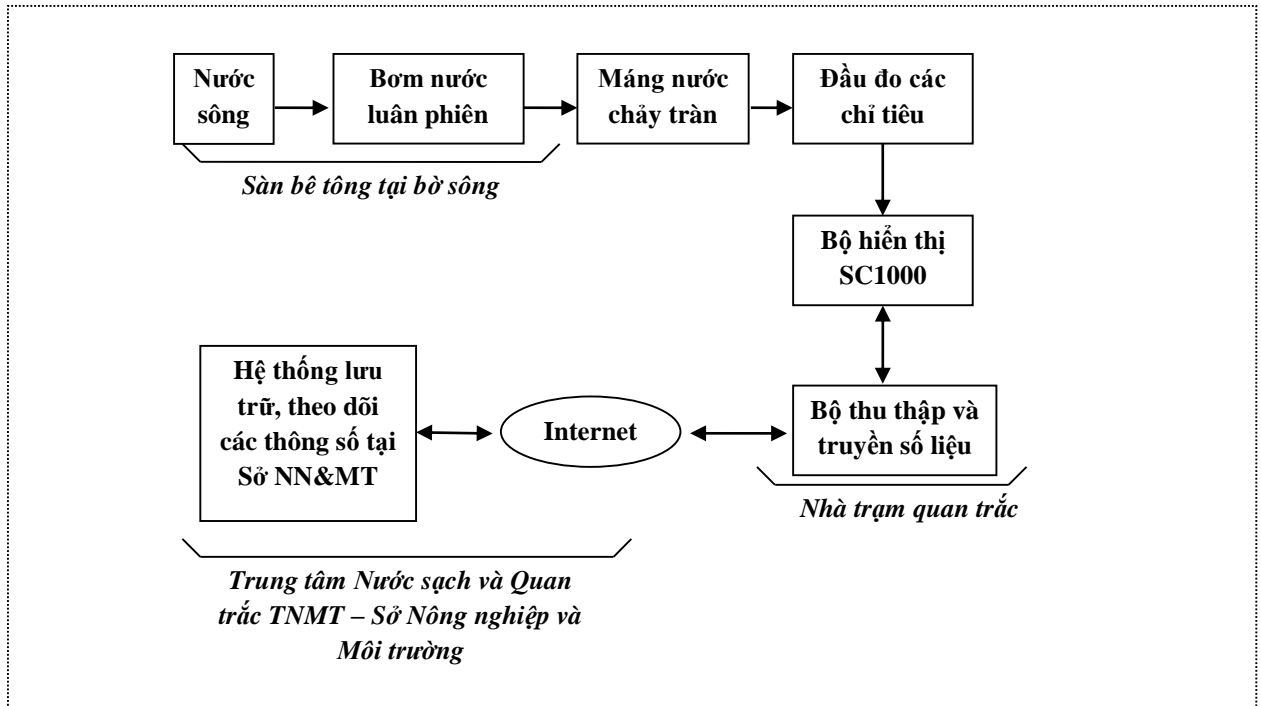 Nước
sông
Bơm nước
luân phiên
Máng nước
chảy tràn
Đầu đo các
chỉ tiêu
Sàn bê tông tại bờ sông
Bộ hiển thị
SC1000
Hệ thống lưu
trữ, theo dõi
các thông số tại
Sở NN&MT
Internet
Bộ thu thập và
truyền số liệu
Nhà trạm quan trắc
Trung tâm Nước sạch và Quan
trắc TNMT – Sở Nông nghiệp và
Môi trường